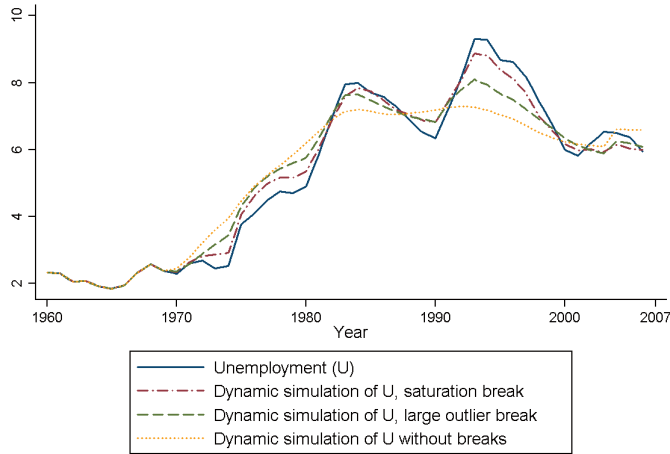 10
8
6
4
2
1960 1970 1980 1990 2000 2007
Year
Unemployment (U)
Dynamic simulation of U, saturation break
Dynamic simulation of U, large outlier break
Dynamic simulation of U without breaks